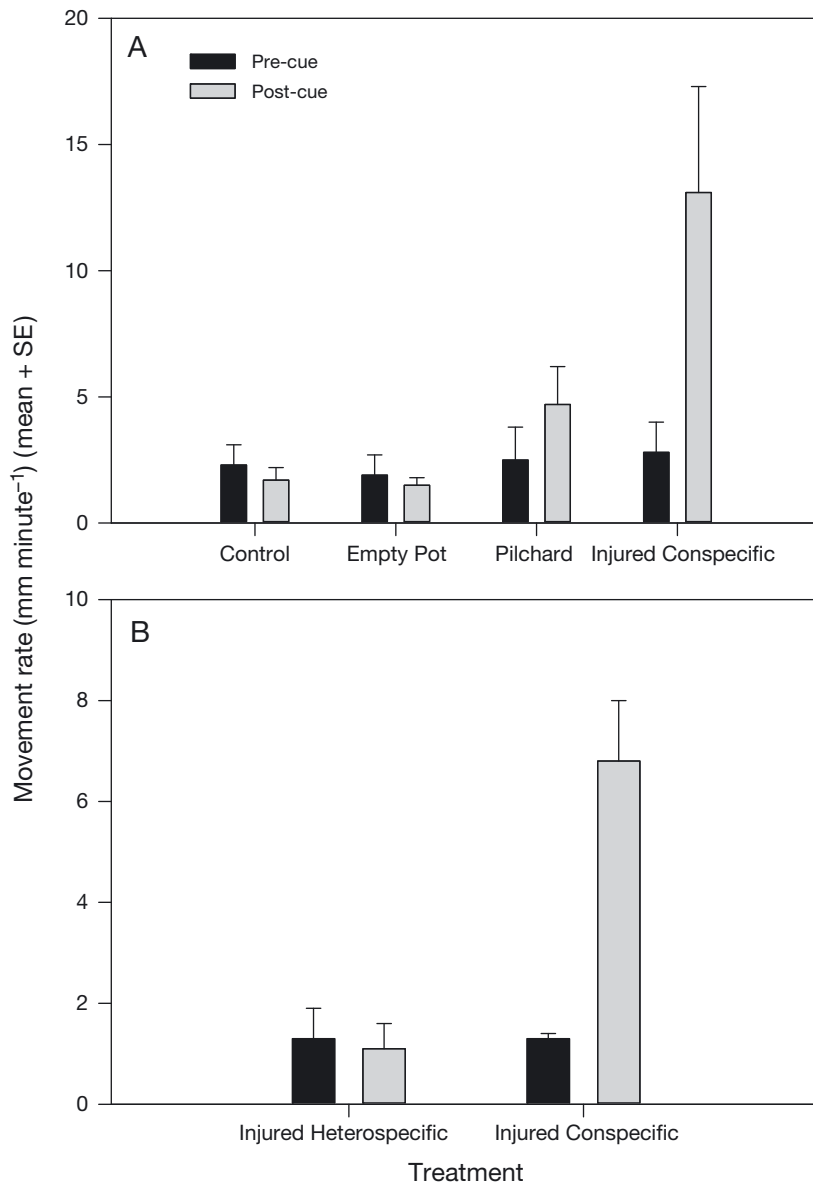 A
Pre-cue
Post-cue
20
15
10
5
0
Control Empty Pot Pilchard Injured Conspecific
Movement rate (mm minute⁻¹) (mean + SE)
B
10
8
6
4
2
0
Injured Heterospecific Injured Conspecific
Treatment